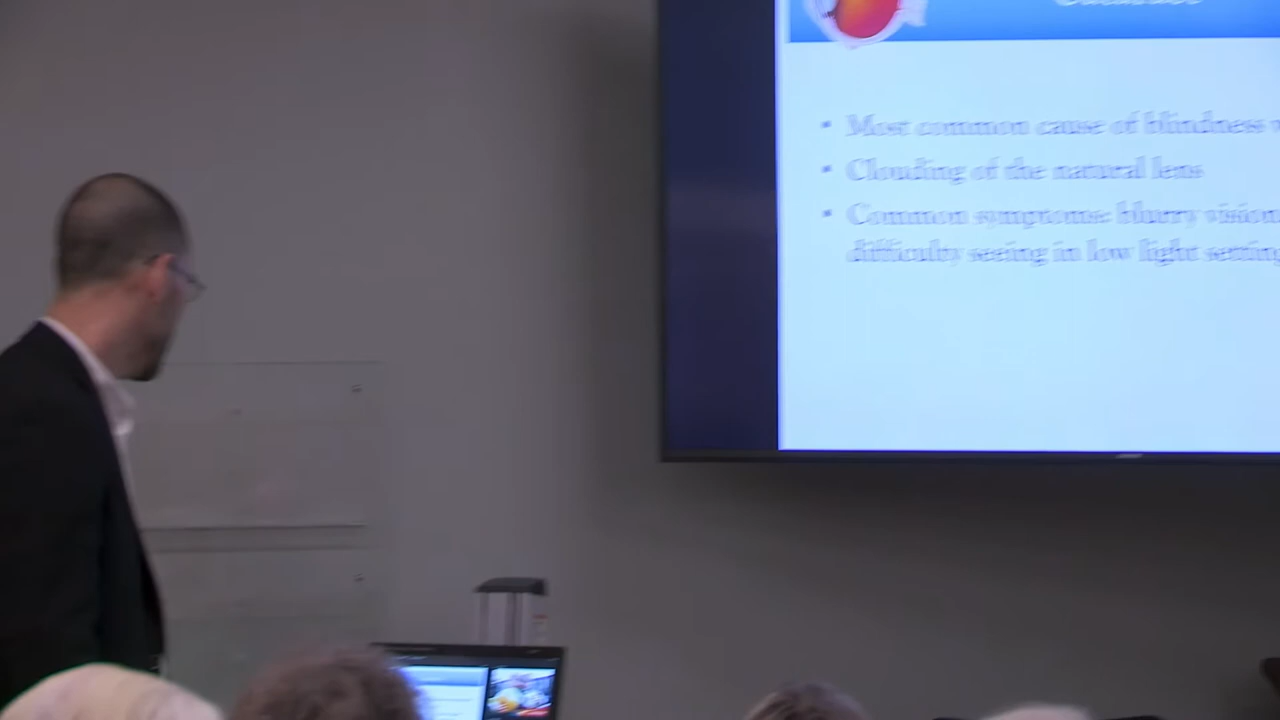 • Most common cause of blindness
• Clouding of the natural lens
• Common symptoms: blurry vision
difficulty seeing in low light setting